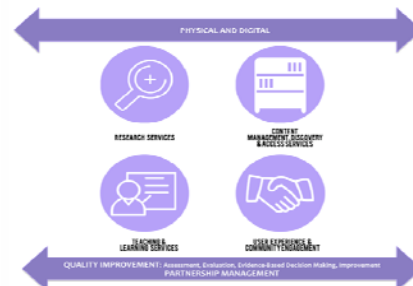 PHYSICAL AND DIGITAL
RESEARCH SERVICES
CONTENT
MANAGEMENT, DISCOVERY
& ACCESS SERVICES
TEACHING &
LEARNING SERVICES
USER EXPERIENCE &
COMMUNITY ENGAGEMENT
QUALITY IMPROVEMENT: Assessment, Evaluation, Evidence-Based Decision Making, Improvement
PARTNERSHIP MANAGEMENT